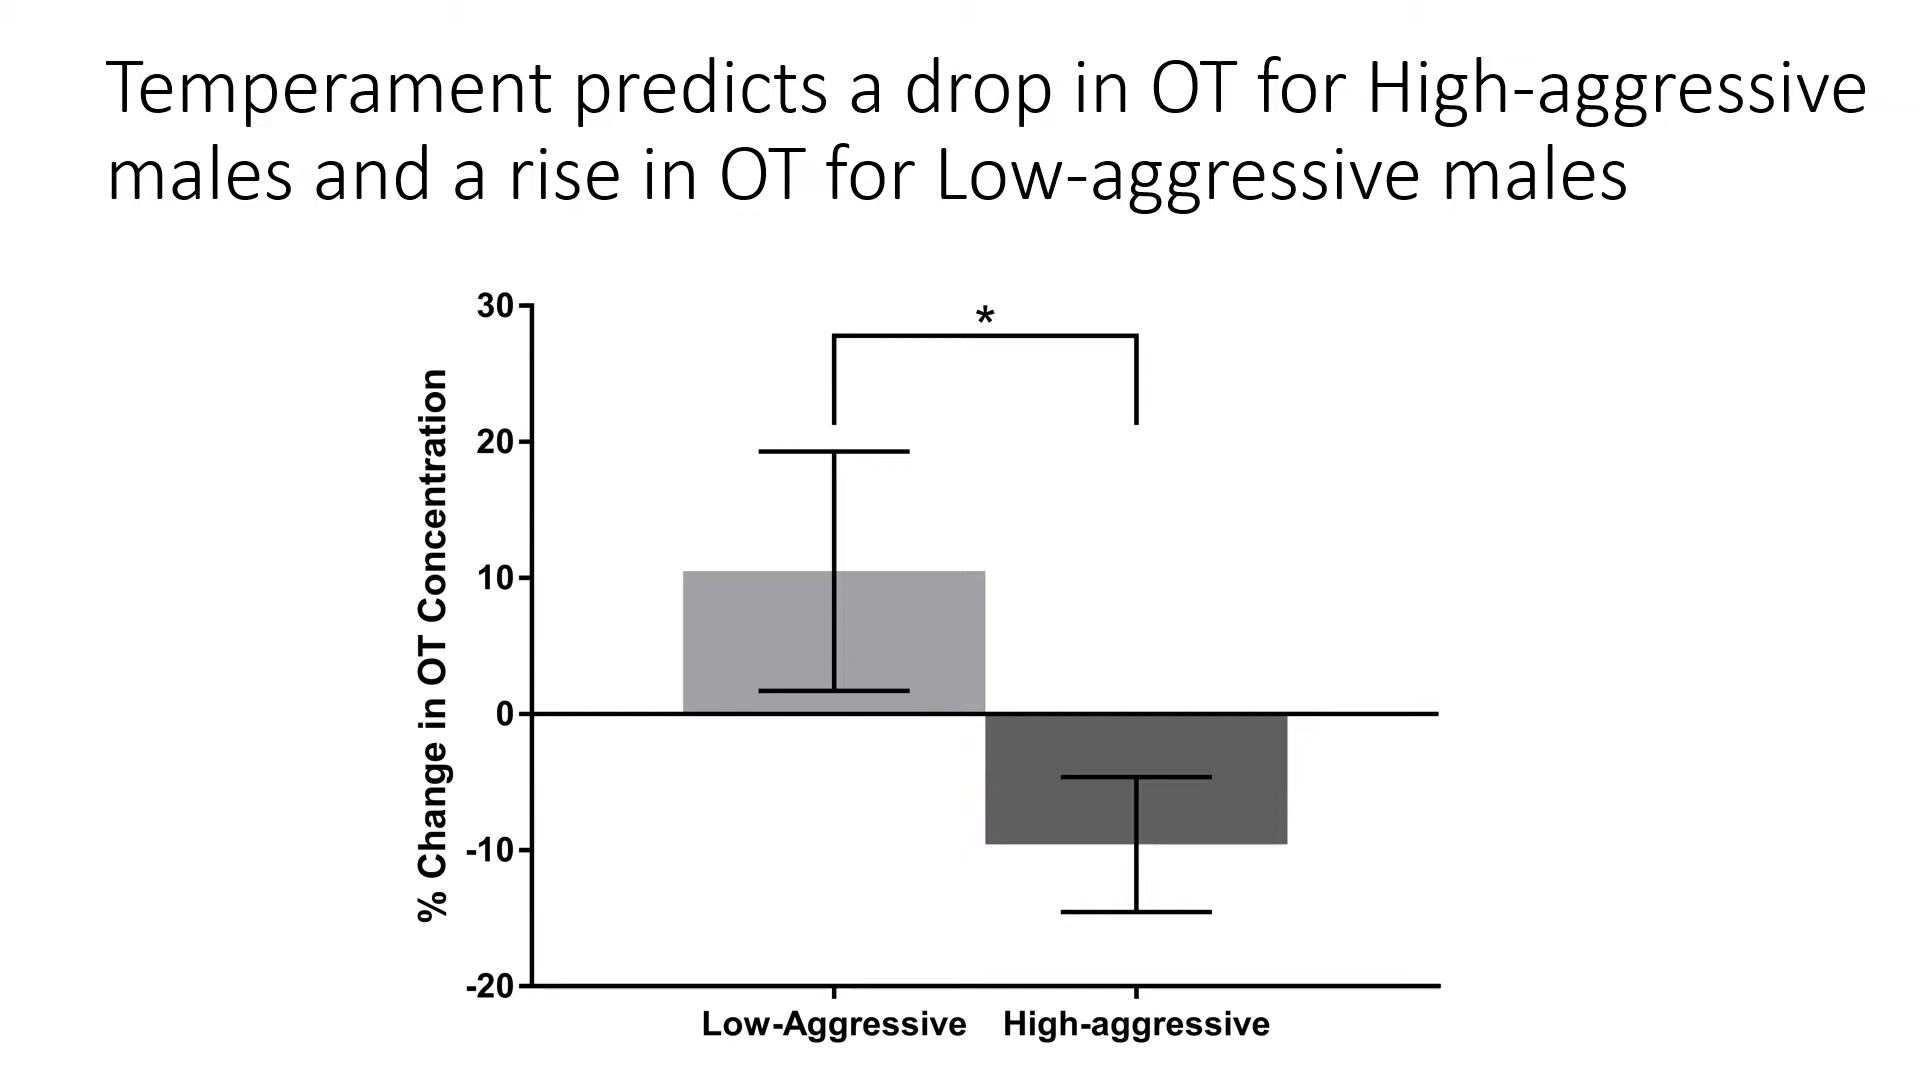 Temperament predicts a drop in OT for High-aggressive
males and a rise in OT for Low-aggressive males
30
*
20
10
0
-10
-20
% Change in OT Concentration
Low-Aggressive
High-aggressive